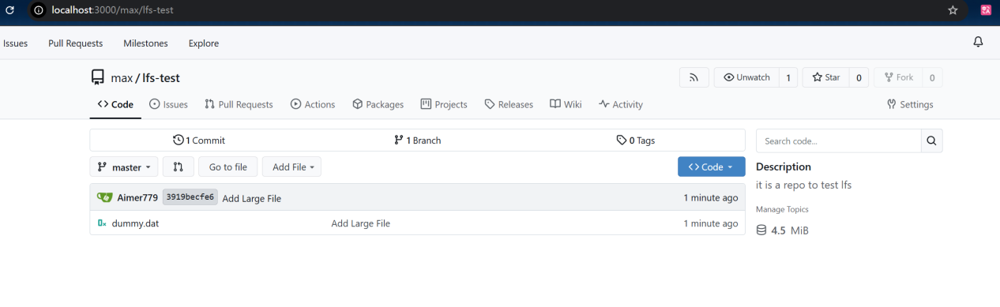 localhost:3000/max/lfs-test
Issues Pull Requests Milestones Explore
max / lfs-test
Unwatch 1 Star 0 Fork 0
Code Issues Pull Requests Actions Packages Projects Releases Wiki Activity Settings
1 Commit 1 Branch 0 Tags
Search code...
master Go to file Add File Code
Description
it is a repo to test lfs
Aimer779 3919becfe6 Add Large File 1 minute ago
Manage Topics
dummy.dat Add Large File 1 minute ago
4.5 MiB